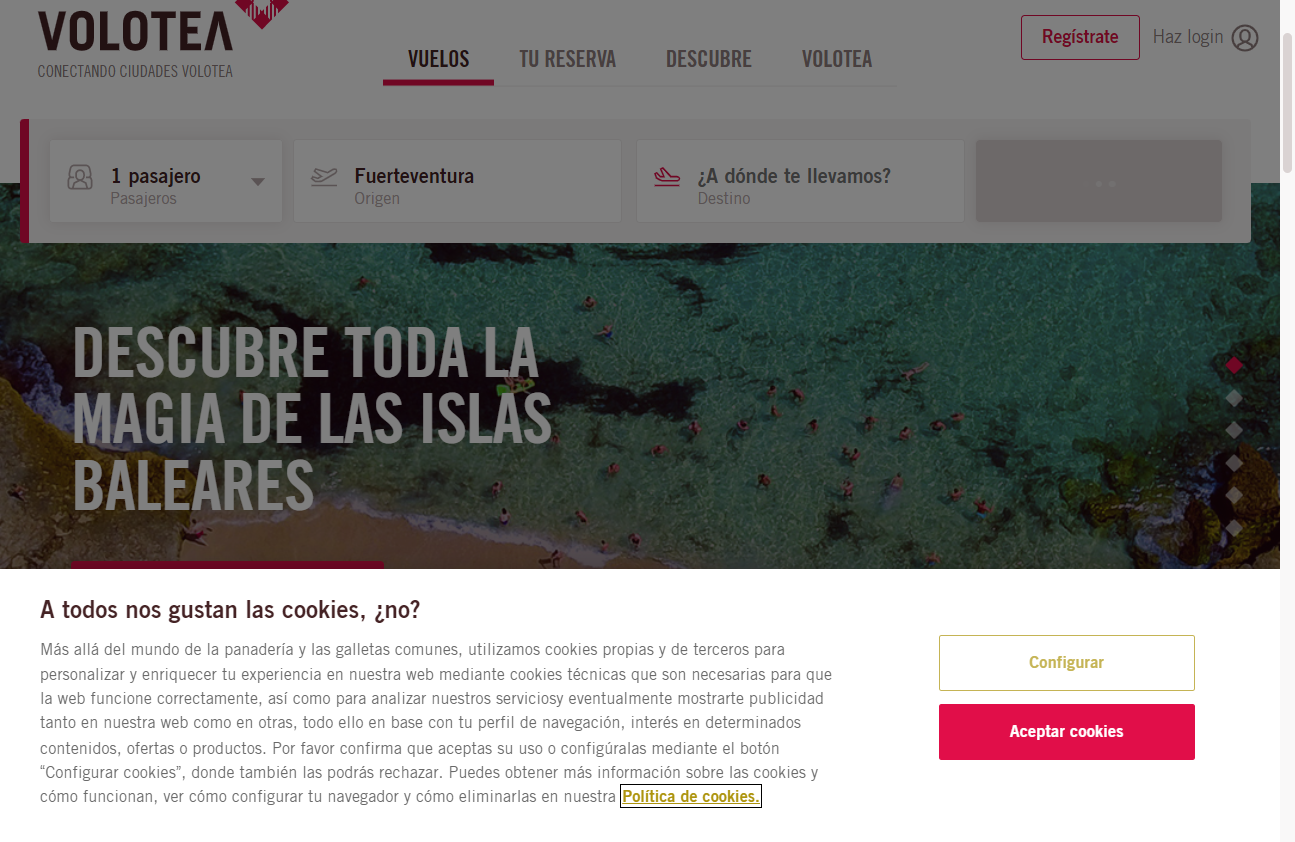 VOLOTEA
CONECTANDO CIUDADES VOLOTEA
VUELOS
TU RESERVA
DESCUBRE
VOLOTEA
Regístrate
Haz login
1 pasajero
Pasajeros
Fuerteventura
Origen
¿A dónde te llevamos?
Destino
DESCUBRE TODA LA
MAGIA DE LAS ISLAS
BALEARES
A todos nos gustan las cookies, ¿no?
Más allá del mundo de la panadería y las galletas comunes, utilizamos cookies propias y de terceros para
personalizar y enriquecer tu experiencia en nuestra web mediante cookies técnicas que son necesarias para que
la web funcione correctamente, así como para analizar nuestros serviciosy eventualmente mostrarte publicidad
tanto en nuestra web como en otras, todo ello en base con tu perfil de navegación, interés en determinados
contenidos, ofertas o productos. Por favor confirma que aceptas su uso o configúralas mediante el botón
“Configurar cookies”, donde también las podrás rechazar. Puedes obtener más información sobre las cookies y
cómo funcionan, ver cómo configurar tu navegador y cómo eliminarlas en nuestra Política de cookies.
Configurar
Aceptar cookies